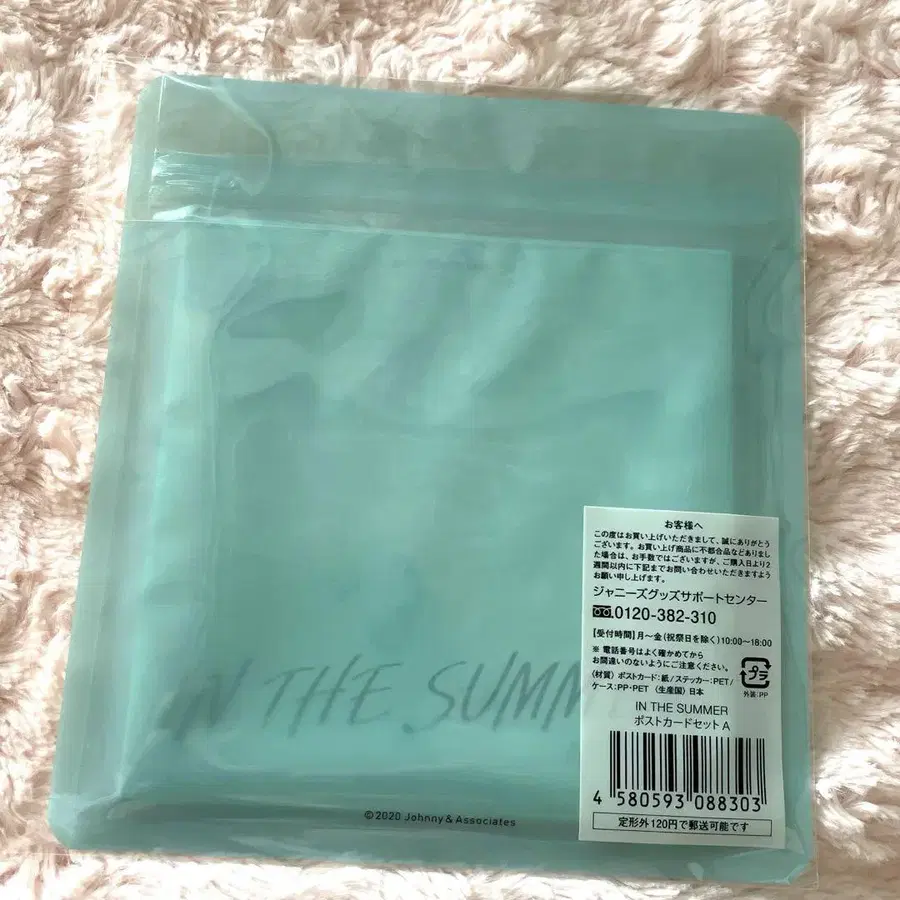 お客様へ
この度はお買い上げいただきまして、誠にありがとう
ございます。お買い上げ商品に不都合品などありまし
た場合は、お手数ではございますが、ご購入日より2
週間以内に下記までお問い合わせいただきますよう
お願い申し上げます。
ジャニーズグッズサポートセンター
0120-382-310
【受付時間】月〜金(祝祭日を除く)10:00〜18:00
※ 電話番号はよく確かめてから
お間違いのないようにご注意ください。
〈材質〉ポストカード:紙/ステッカー:PET/
ケース:PP・PET 〈生産国〉日本
プラ
外装:PP
IN THE SUMMER
ポストカードセット A
4 580593 088303
定形外120円で郵送可能です
IN THE SUMM
©2020 Johnny & Associates